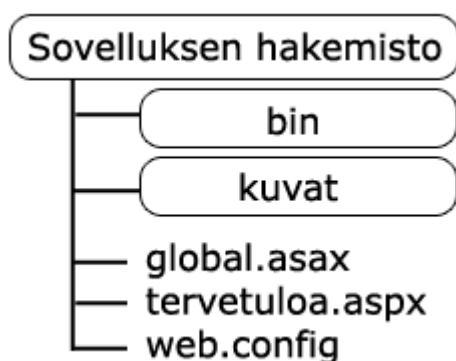 Sovelluksen hakemisto
bin
kuvat
global.asax
tervetuloa.aspx
web.config